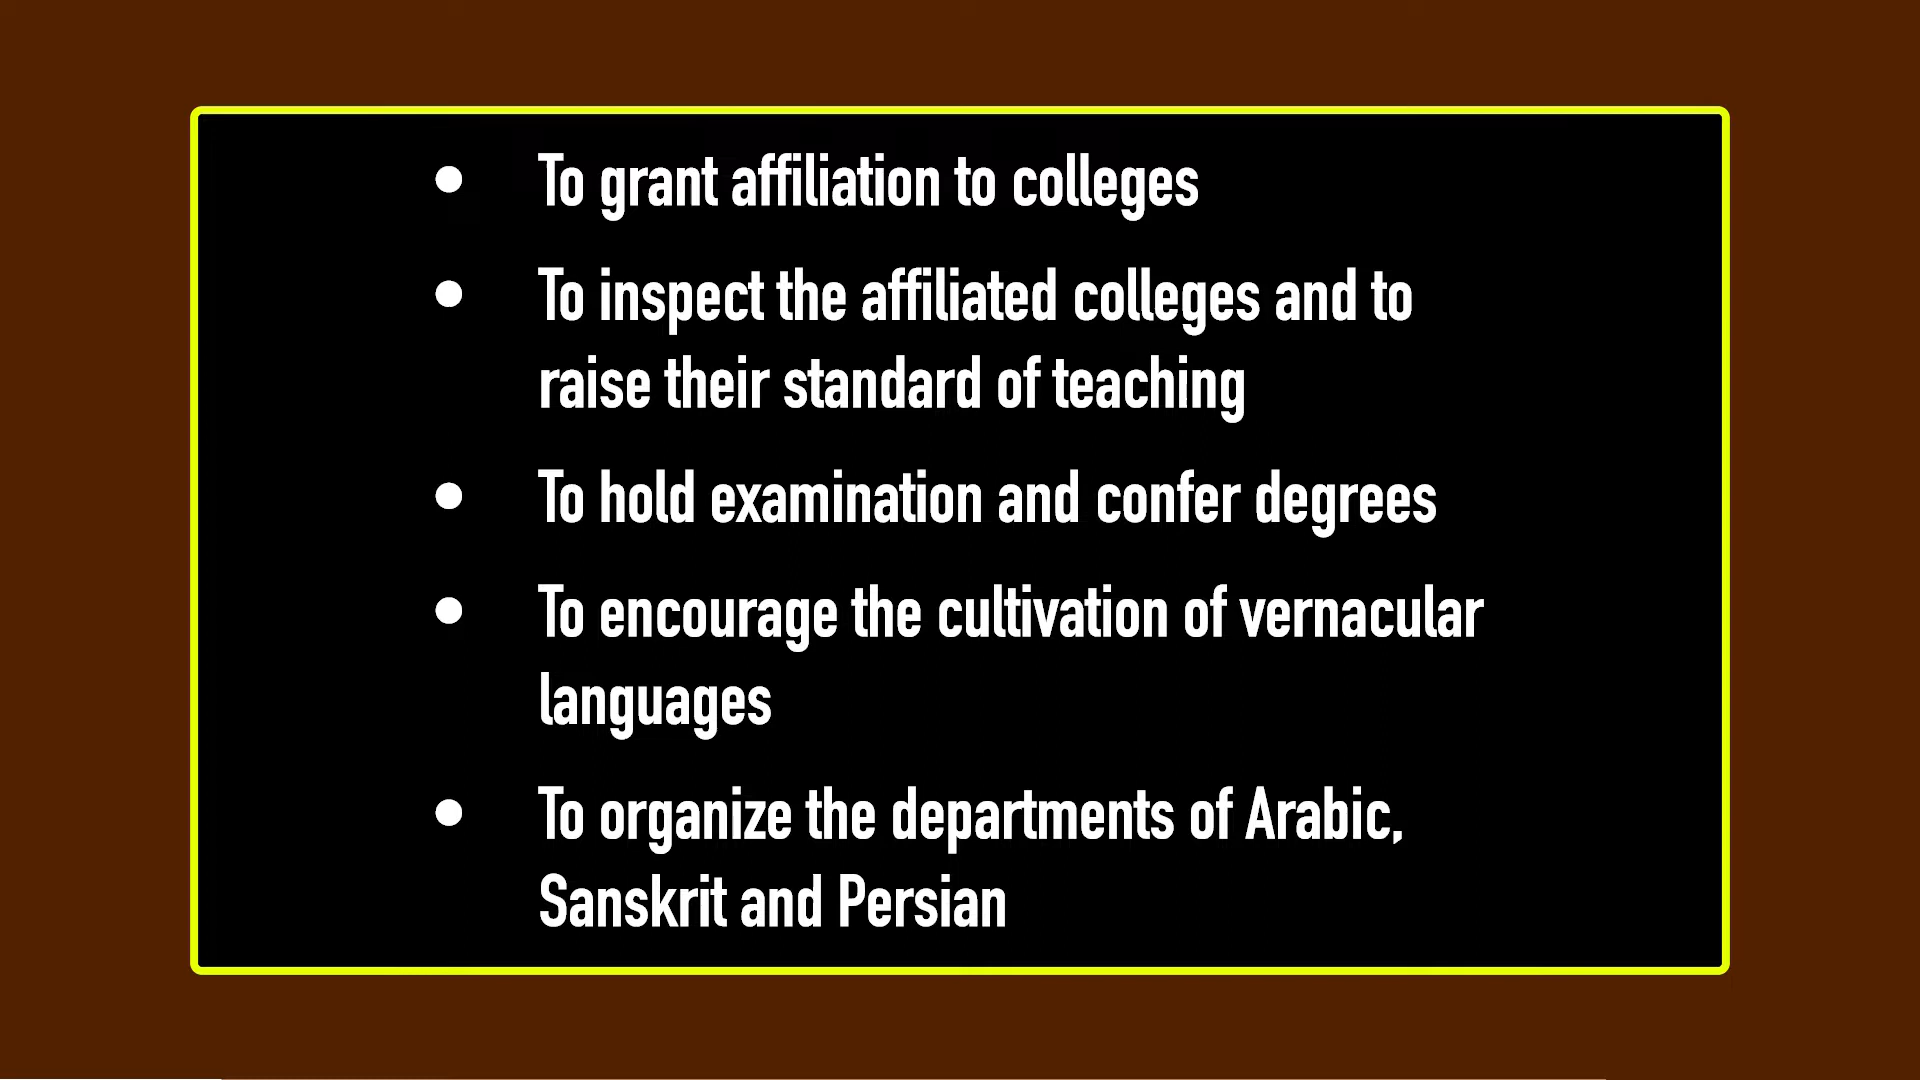 • To grant affiliation to colleges
• To inspect the affiliated colleges and to
raise their standard of teaching
• To hold examination and confer degrees
• To encourage the cultivation of vernacular
languages
• To organize the departments of Arabic,
Sanskrit and Persian